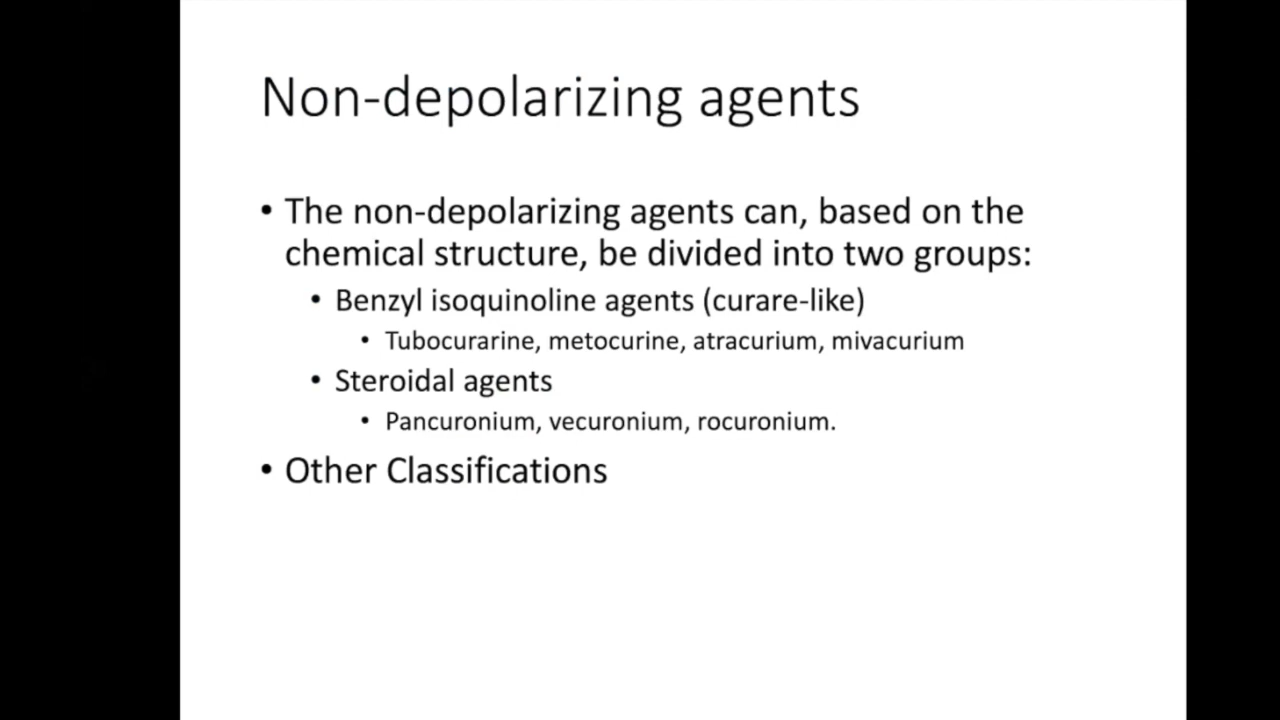 Non-depolarizing agents
• The non-depolarizing agents can, based on the
chemical structure, be divided into two groups:
• Benzyl isoquinoline agents (curare-like)
• Tubocurarine, metocurine, atracurium, mivacurium
• Steroidal agents
• Pancuronium, vecuronium, rocuronium.
• Other Classifications